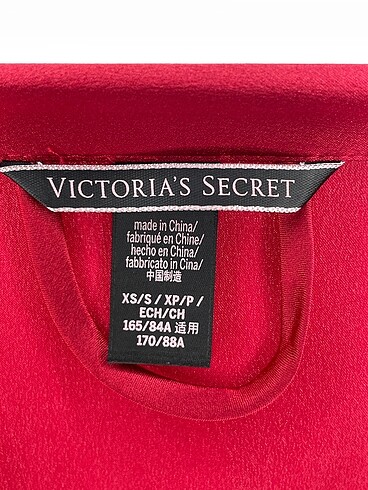 VICTORIA'S SECRET
made in China/
fabriqué en Chine/
hecho en China/
fabbricato in Cina/
中国制造
XS/S / XP/P /
ECH/CH
165/84A 适用
170/88A